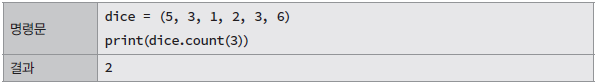 명령문
dice = (5, 3, 1, 2, 3, 6)
print(dice.count(3))
결과
2